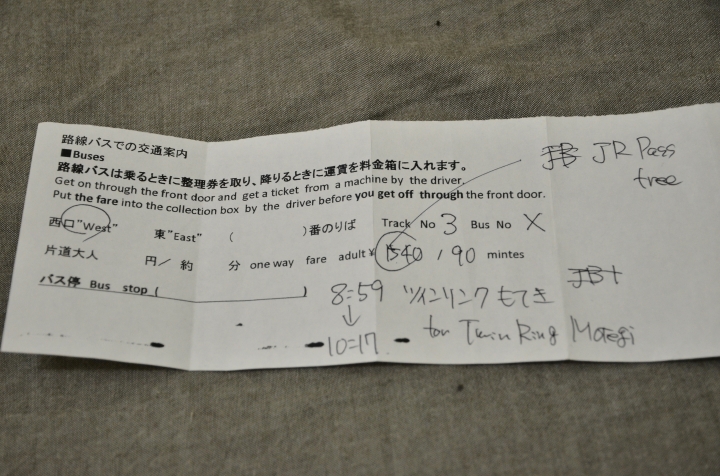 路線バスでの交通案内
■Buses
路線バスは乗るときに整理券を取り、降りるときに運賃を料金箱に入れます。
Get on through the front door and get a ticket from a machine by the driver.
Put the fare into the collection box by the driver before you get off through the front door.
JR Pass
free
西口"West" 東"East" ( )番のりば Track No 3 Bus No X
片道大人 円/約 分 one way fare adult¥ 1540 / 90 mintes
バス停 Bus stop ( )
8:59 ツインリンクもてぎ
↓ for Twin Ring Motegi
10:17